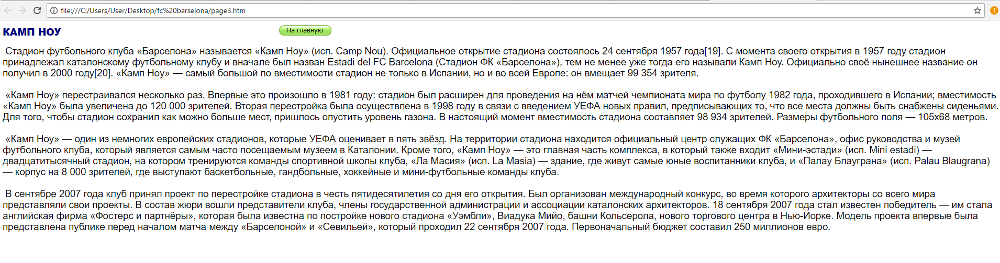 file:///C:/Users/User/Desktop/fc%20barselona/page3.htm
КАМП НОУ
На главную
Стадион футбольного клуба «Барселона» называется «Камп Ноу» (исп. Camp Nou). Официальное открытие стадиона состоялось 24 сентября 1957 года[19]. С момента своего открытия в 1957 году стадион
принадлежал каталонскому футбольному клубу и вначале был назван Estadi del FC Barcelona (Стадион ФК «Барселона»), тем не менее уже тогда его называли Камп Ноу. Официально своё нынешнее название он
получил в 2000 году[20]. «Камп Ноу» — самый большой по вместимости стадион не только в Испании, но и во всей Европе: он вмещает 99 354 зрителя.
«Камп Ноу» перестраивался несколько раз. Впервые это произошло в 1981 году: стадион был расширен для проведения на нём матчей чемпионата мира по футболу 1982 года, проходившего в Испании; вместимость
«Камп Ноу» была увеличена до 120 000 зрителей. Вторая перестройка была осуществлена в 1998 году в связи с введением УЕФА новых правил, предписывающих то, что все места должны быть снабжены сиденьями.
Для того, чтобы стадион сохранил как можно больше мест, пришлось опустить уровень газона. В настоящий момент вместимость стадиона составляет 98 934 зрителей. Размеры футбольного поля — 105x68 метров.
«Камп Ноу» — один из немногих европейских стадионов, которые УЕФА оценивает в пять звёзд. На территории стадиона находится официальный центр служащих ФК «Барселона», офис руководства и музей
футбольного клуба, который является самым часто посещаемым музеем в Каталонии. Кроме того, «Камп Ноу» — это главная часть комплекса, в который также входит «Мини-эстади» (исп. Mini estadi) —
двадцатитысячный стадион, на котором тренируются команды спортивной школы клуба, «Ла Масия» (исп. La Masia) — здание, где живут самые юные воспитанники клуба, и «Палау Блауграна» (исп. Palau Blaugrana)
— корпус на 8 000 зрителей, где выступают баскетбольные, гандбольные, хоккейные и мини-футбольные команды клуба.
В сентябре 2007 года клуб принял проект по перестройке стадиона в честь пятидесятилетия со дня его открытия. Был организован международный конкурс, во время которого архитекторы со всего мира
представляли свои проекты. В состав жюри вошли представители клуба, члены государственной администрации и ассоциации каталонских архитекторов. 18 сентября 2007 года стал известен победитель — им стала
английская фирма «Фостерс и партнёры», которая была известна по постройке нового стадиона «Уэмбли», Виадука Мийо, башни Кольсерола, нового торгового центра в Нью-Йорке. Модель проекта впервые была
представлена публике перед началом матча между «Барселоной» и «Севильей», который проходил 22 сентября 2007 года. Первоначальный бюджет составил 250 миллионов евро.